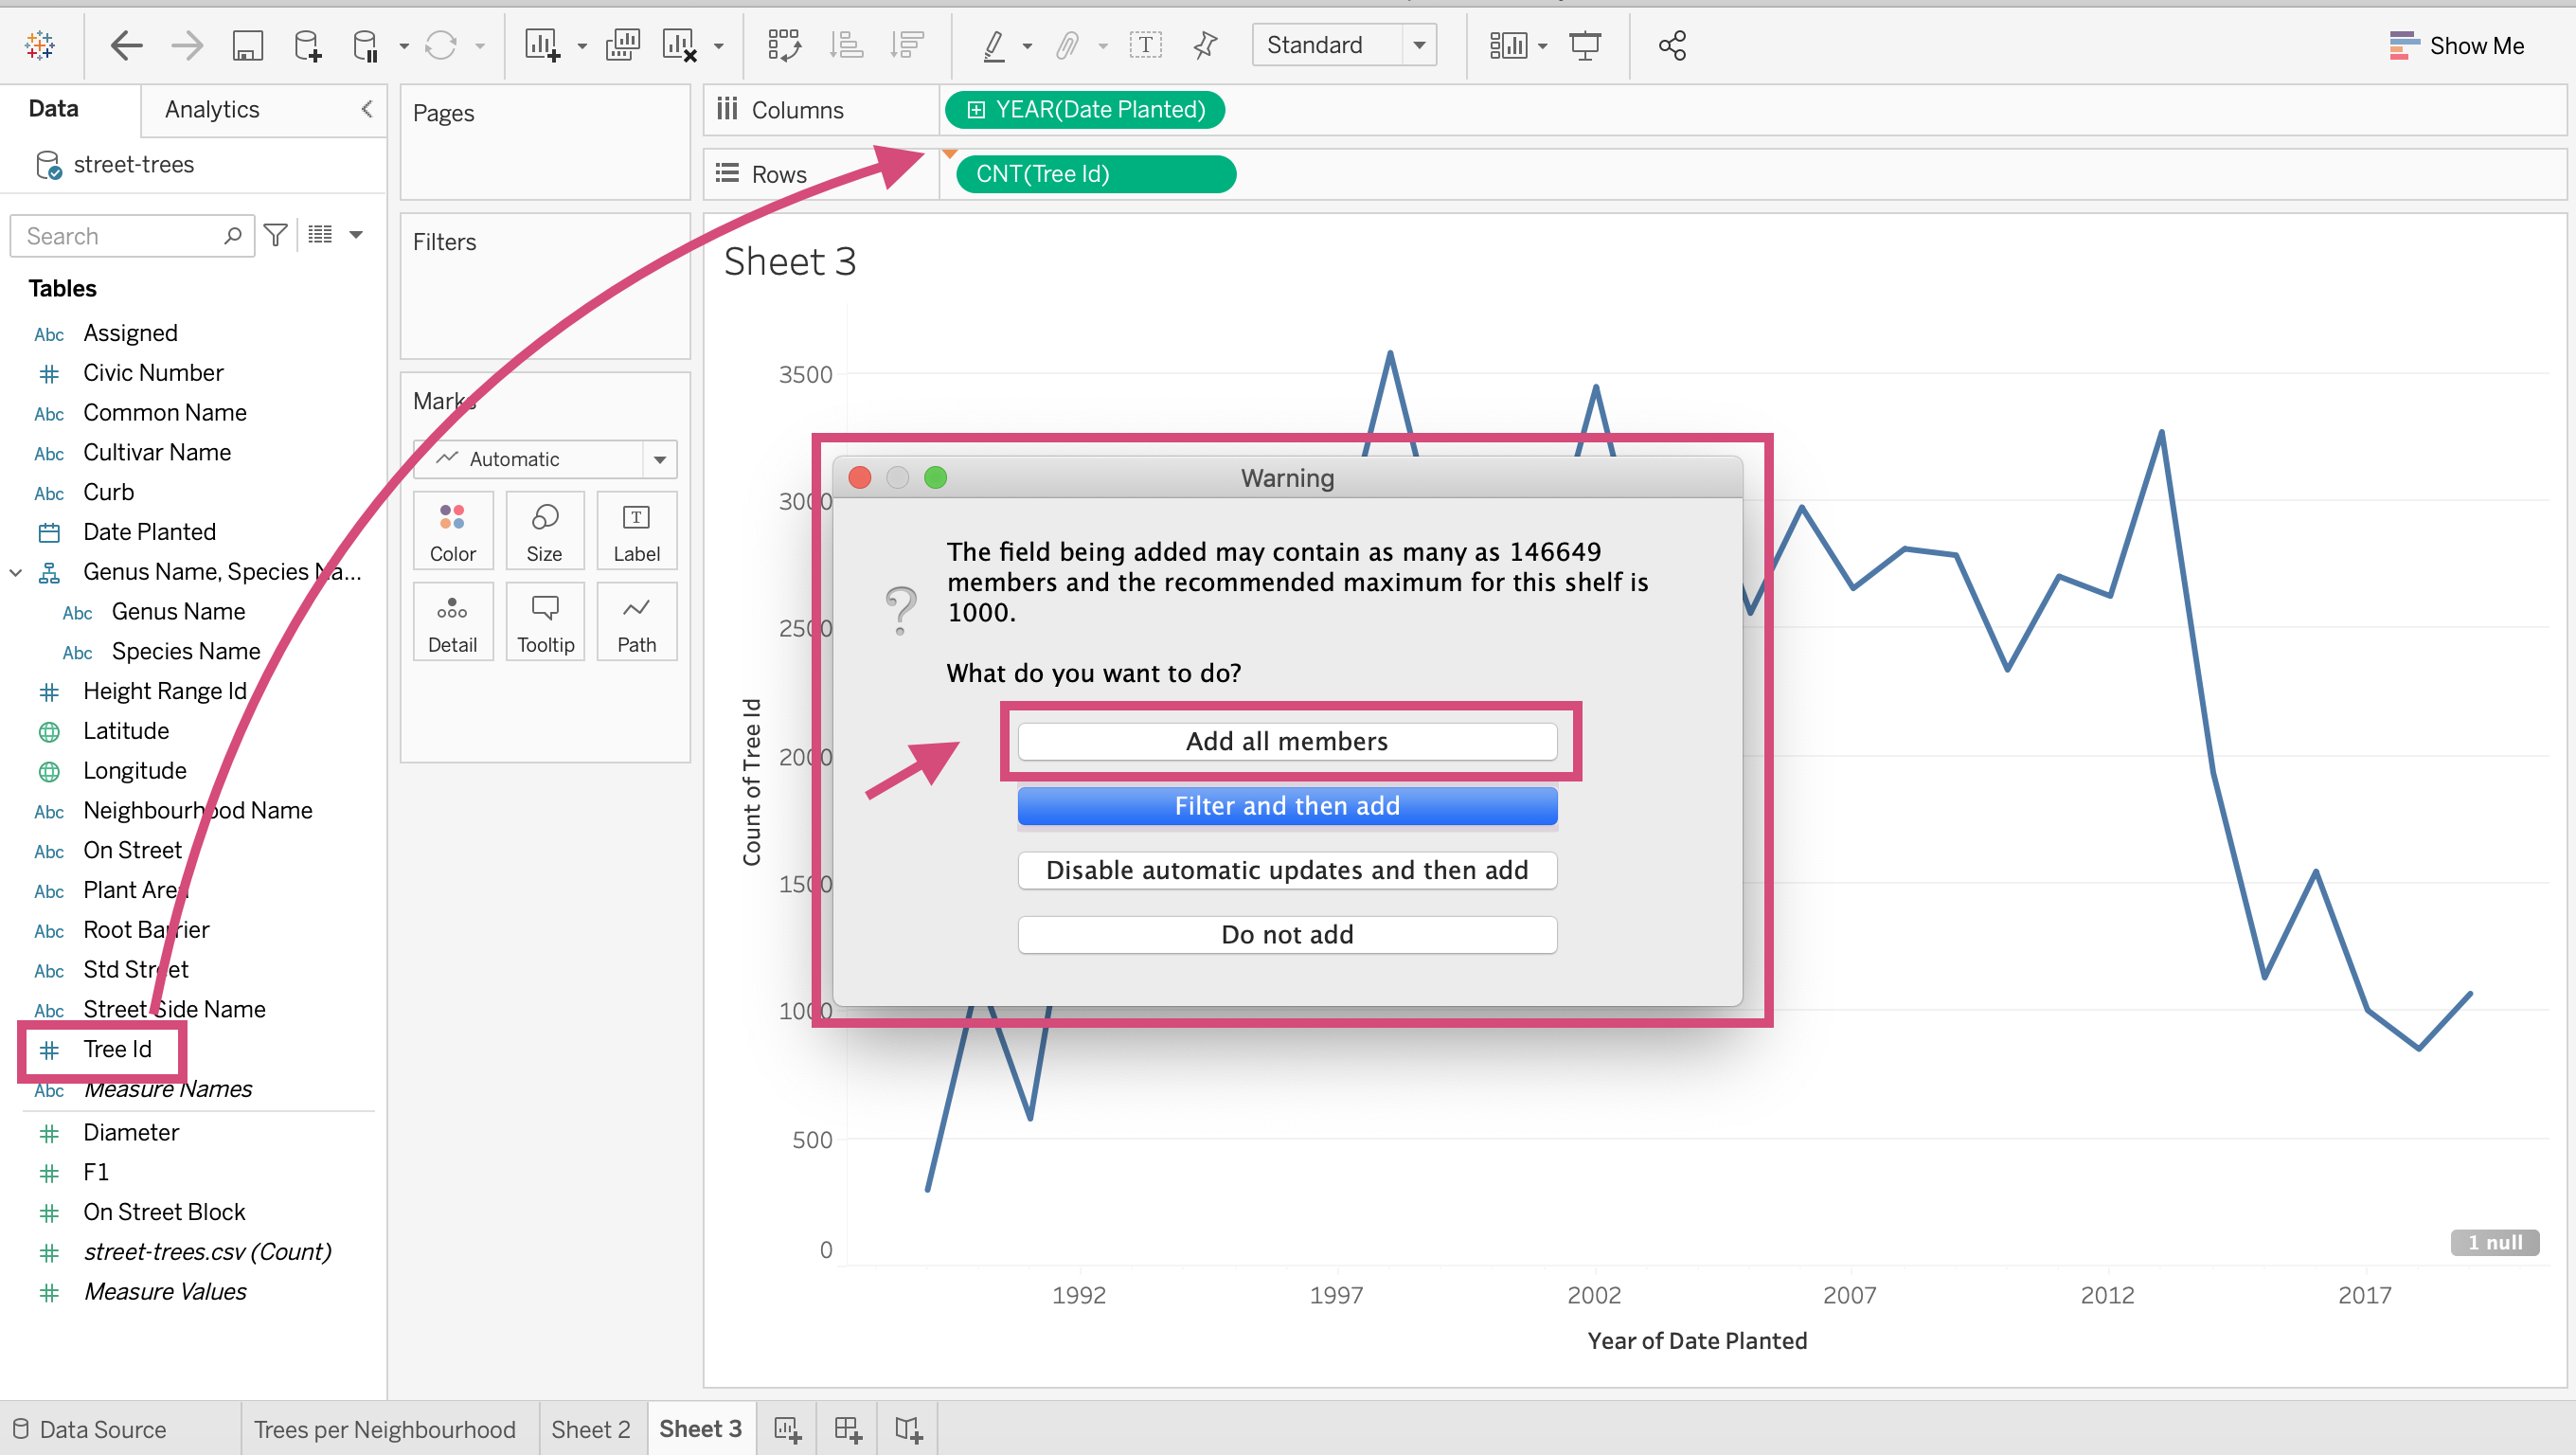 Standard
Show Me
Data
Analytics
street-trees
Search
Tables
Abc Assigned
Civic Number
Abc Common Name
Abc Cultivar Name
Abc Curb
Date Planted
Genus Name, Species Na...
Abc Genus Name
Abc Species Name
Height Range Id
Latitude
Longitude
Abc Neighbourhood Name
Abc On Street
Abc Plant Area
Abc Root Barrier
Abc Std Street
Abc Street Side Name
Tree Id
Abc Measure Names
Diameter
F1
On Street Block
street-trees.csv (Count)
Measure Values
Pages
Filters
Marks
Automatic
Color
Size
Label
Detail
Tooltip
Path
Columns
YEAR(Date Planted)
Rows
CNT(Tree Id)
Sheet 3
3500
3000
2500
2000
1500
1000
500
0
Count of Tree Id
Warning
The field being added may contain as many as 146649
members and the recommended maximum for this shelf is
1000.
What do you want to do?
Add all members
Filter and then add
Disable automatic updates and then add
Do not add
1 null
1992
1997
2002
2007
2012
2017
Year of Date Planted
Data Source
Trees per Neighbourhood
Sheet 2
Sheet 3